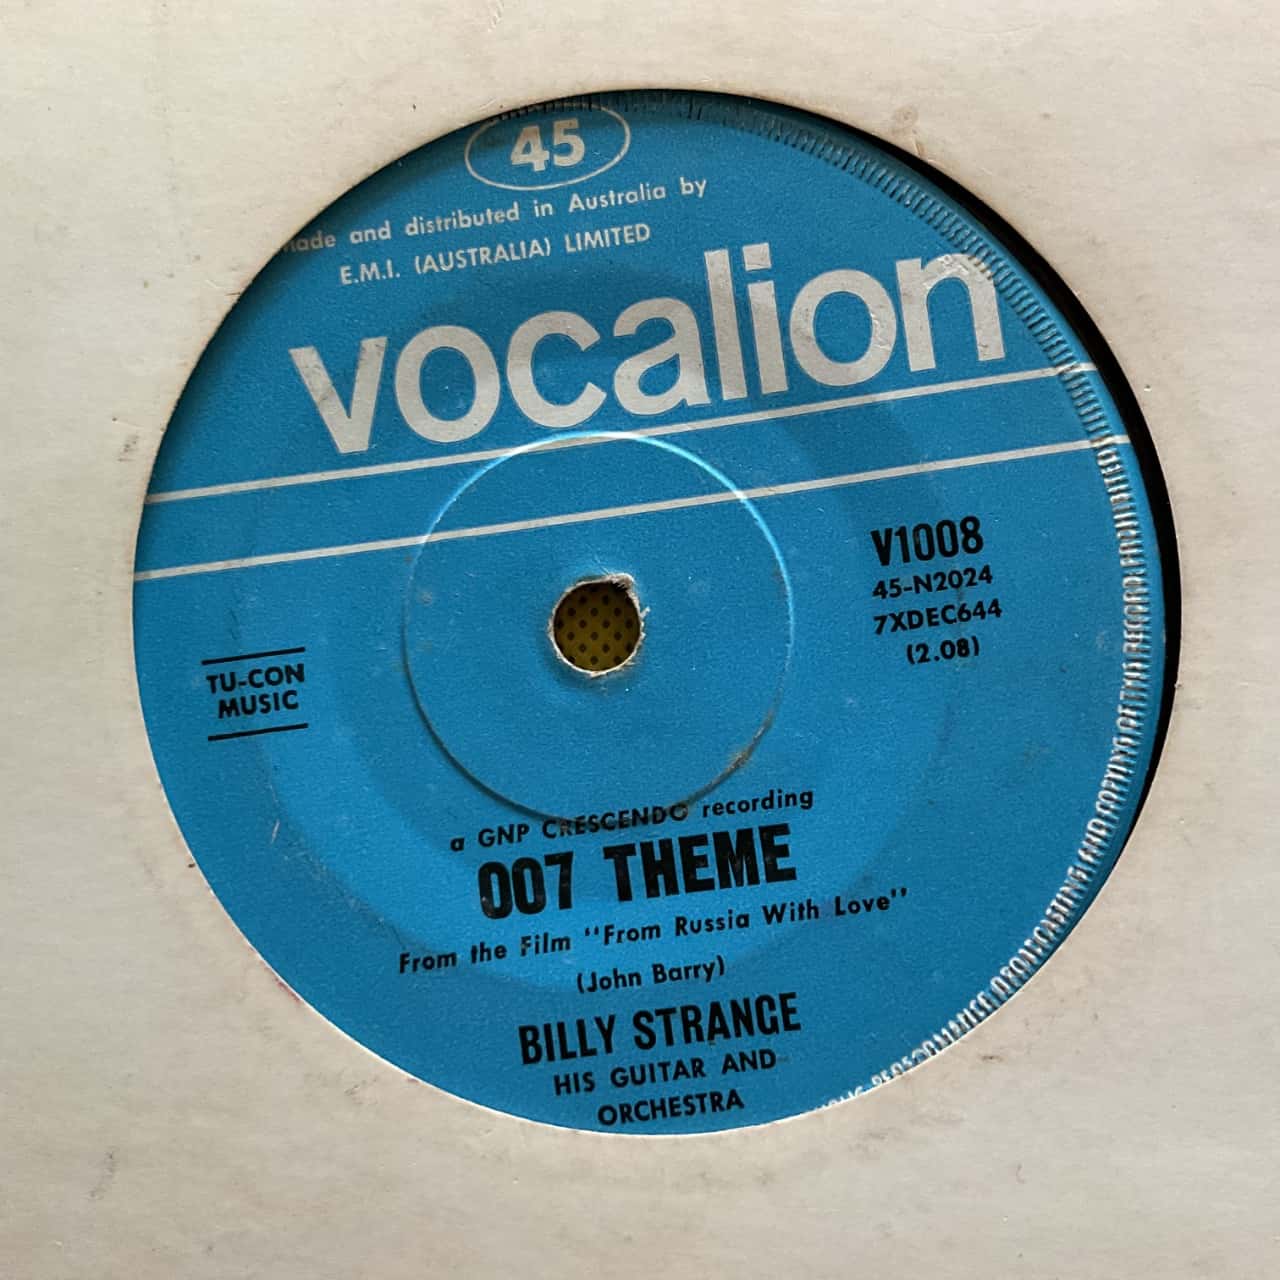 45
made and distributed in Australia by
E.M.I. (AUSTRALIA) LIMITED
vocalion
V1008
45-N2024
7XDEC644
(2.08)
TU-CON
MUSIC
a GNP CRESCENDO recording
007 THEME
From the Film "From Russia With Love"
(John Barry)
BILLY STRANGE
HIS GUITAR AND
ORCHESTRA